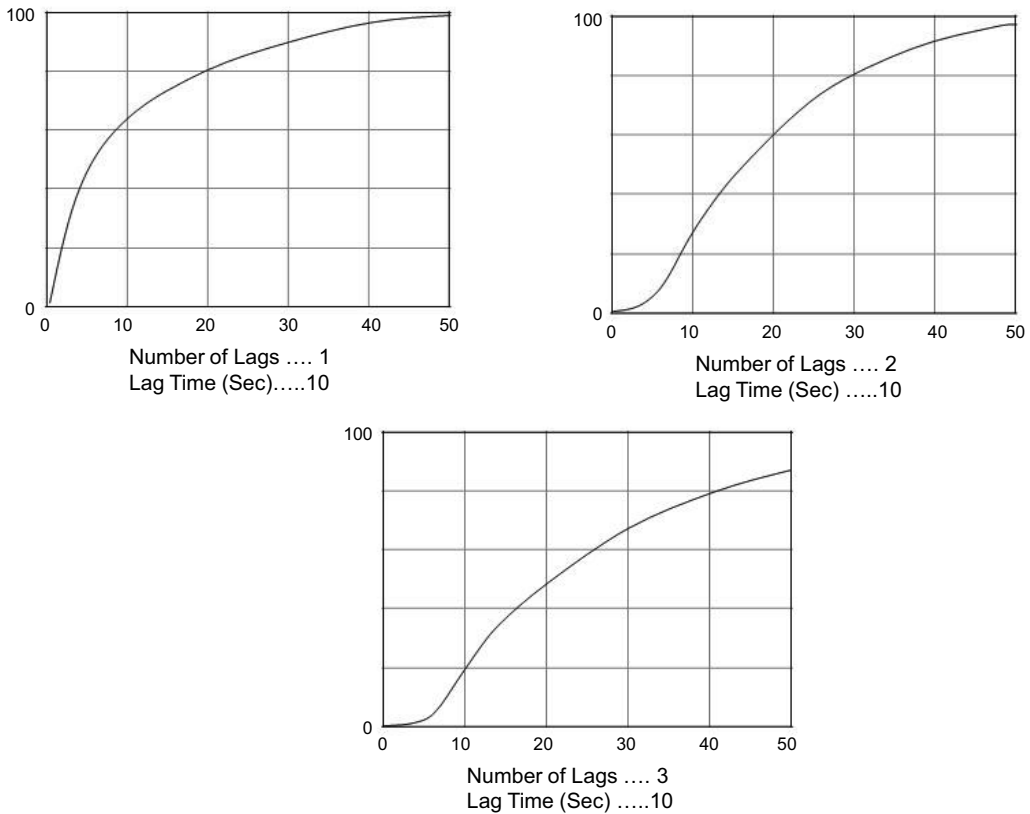 100
0
0 10 20 30 40 50
Number of Lags .... 1
Lag Time (Sec).....10
100
0
0 10 20 30 40 50
Number of Lags .... 2
Lag Time (Sec) .....10
100
0
0 10 20 30 40 50
Number of Lags .... 3
Lag Time (Sec) .....10